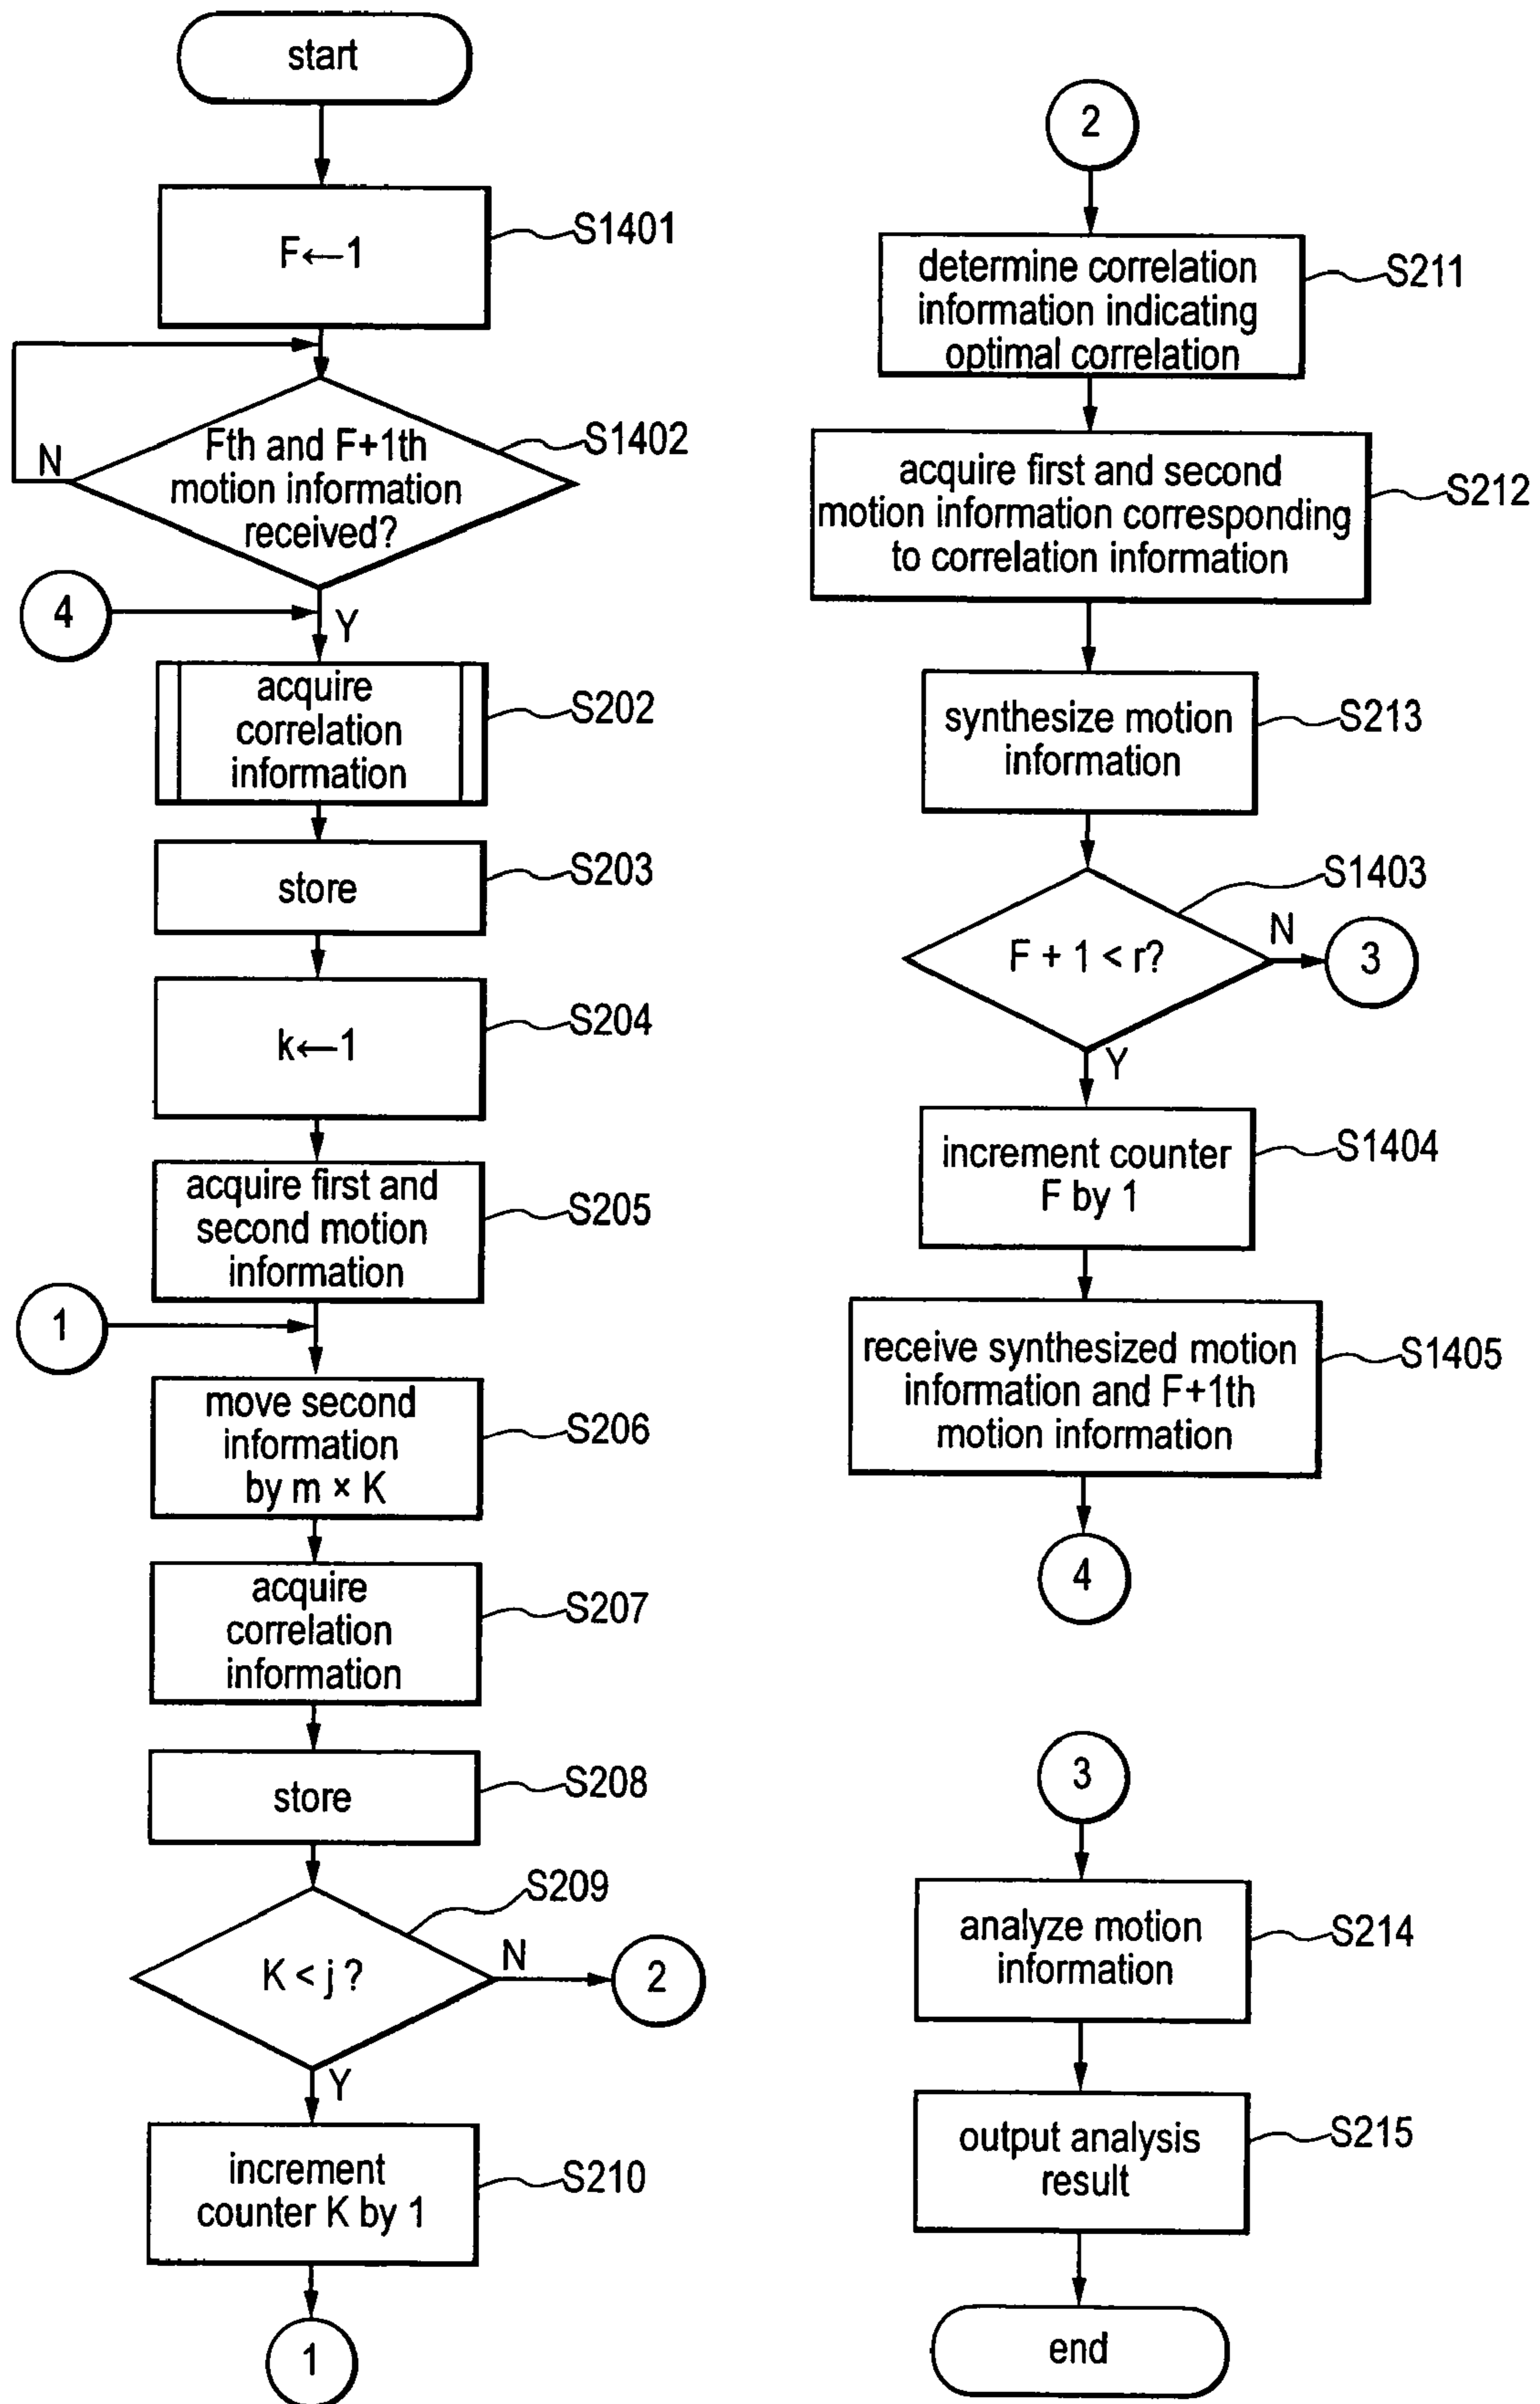 start
F←1
S1401
Fth and F+1th
motion information
received?
S1402
N
Y
4
acquire
correlation
information
S202
store
S203
k←1
S204
acquire first and
second motion
information
S205
1
move second
information
by m × K
S206
acquire
correlation
information
S207
store
S208
K < j ?
S209
N
2
Y
increment
counter K by 1
S210
1
2
determine correlation
information indicating
optimal correlation
S211
acquire first and second
motion information corresponding
to correlation information
S212
synthesize motion
information
S213
F + 1 < r?
S1403
N
3
Y
increment counter
F by 1
S1404
receive synthesized motion
information and F+1th
motion information
S1405
4
3
analyze motion
information
S214
output analysis
result
S215
end